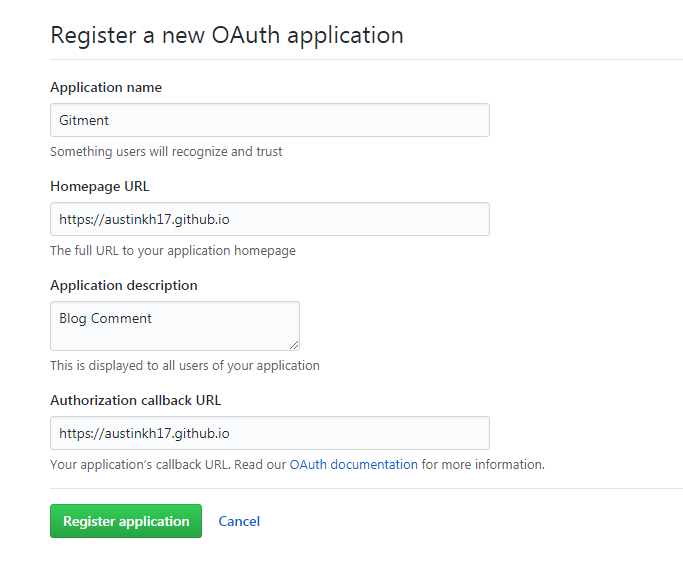 Register a new OAuth application
Application name
Gitment
Something users will recognize and trust
Homepage URL
https://austinkh17.github.io
The full URL to your application homepage
Application description
Blog Comment
This is displayed to all users of your application
Authorization callback URL
https://austinkh17.github.io
Your application's callback URL. Read our OAuth documentation for more information.
Register application Cancel